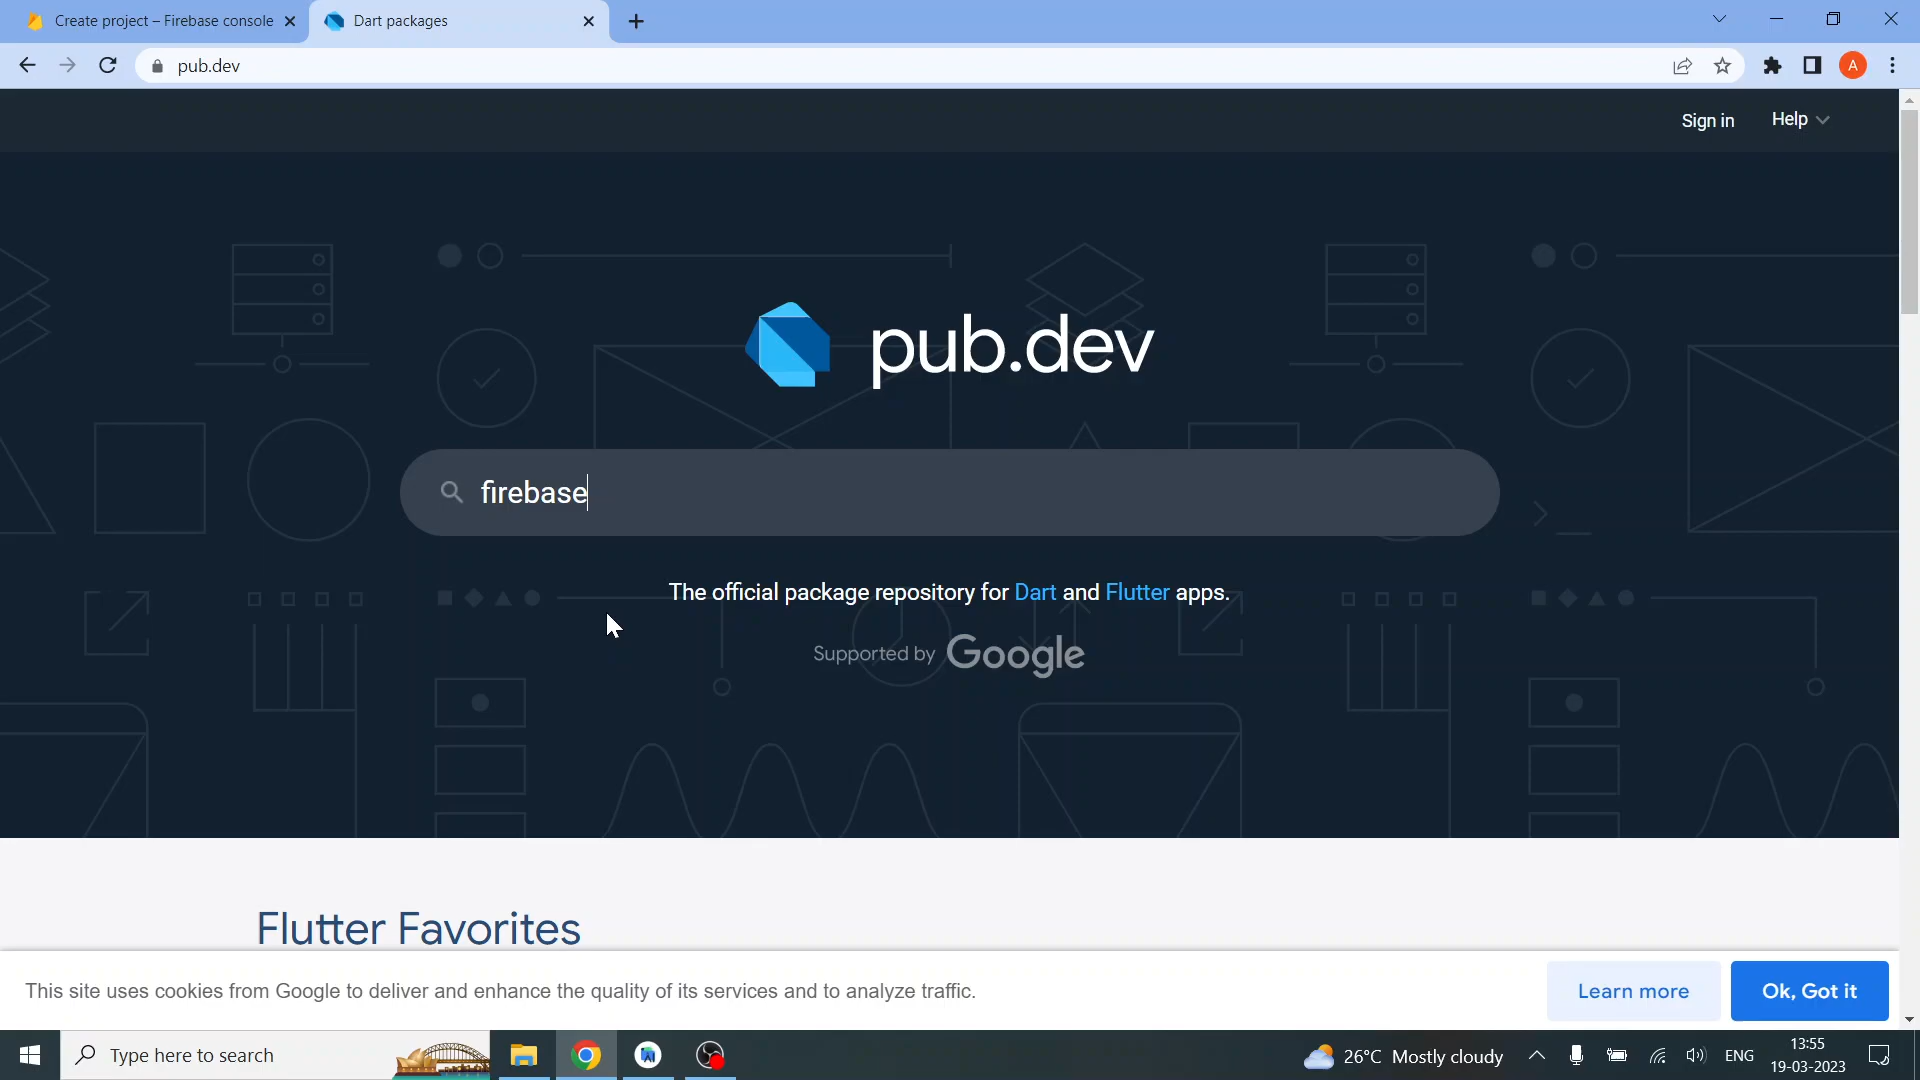 Create project – Firebase console
Dart packages
pub.dev
A
Sign in
Help
pub.dev
firebase
The official package repository for Dart and Flutter apps.
Supported by Google
Flutter Favorites
This site uses cookies from Google to deliver and enhance the quality of its services and to analyze traffic.
Learn more
Ok, Got it
Type here to search
26°C Mostly cloudy
ENG
13:55
19-03-2023